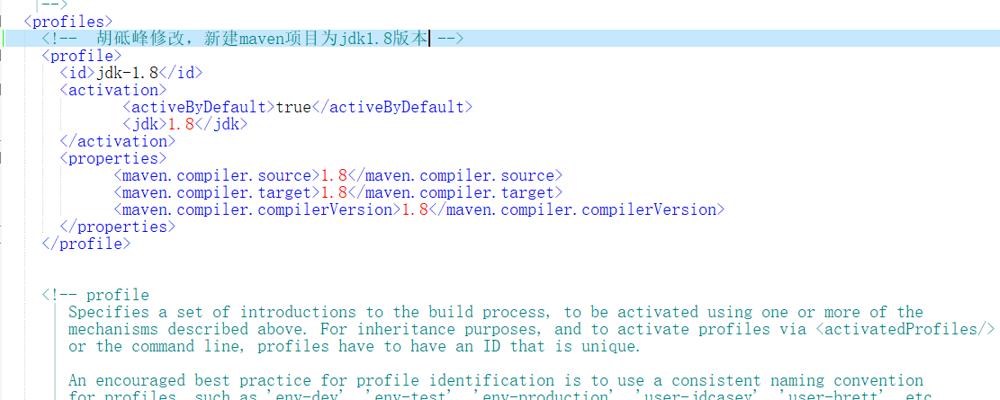 -->
<profiles>
<!--  胡砥峰修改，新建maven项目为jdk1.8版本 -->
<profile>
<id>jdk-1.8</id>
<activation>
<activeByDefault>true</activeByDefault>
<jdk>1.8</jdk>
</activation>
<properties>
<maven.compiler.source>1.8</maven.compiler.source>
<maven.compiler.target>1.8</maven.compiler.target>
<maven.compiler.compilerVersion>1.8</maven.compiler.compilerVersion>
</properties>
</profile>
<!-- profile
Specifies a set of introductions to the build process, to be activated using one or more of the
mechanisms described above. For inheritance purposes, and to activate profiles via <activatedProfiles/>
or the command line, profiles have to have an ID that is unique.
An encouraged best practice for profile identification is to use a consistent naming convention
for profiles, such as 'env-dev', 'env-test', 'env-production', 'user-jdcasey', 'user-brett', etc.